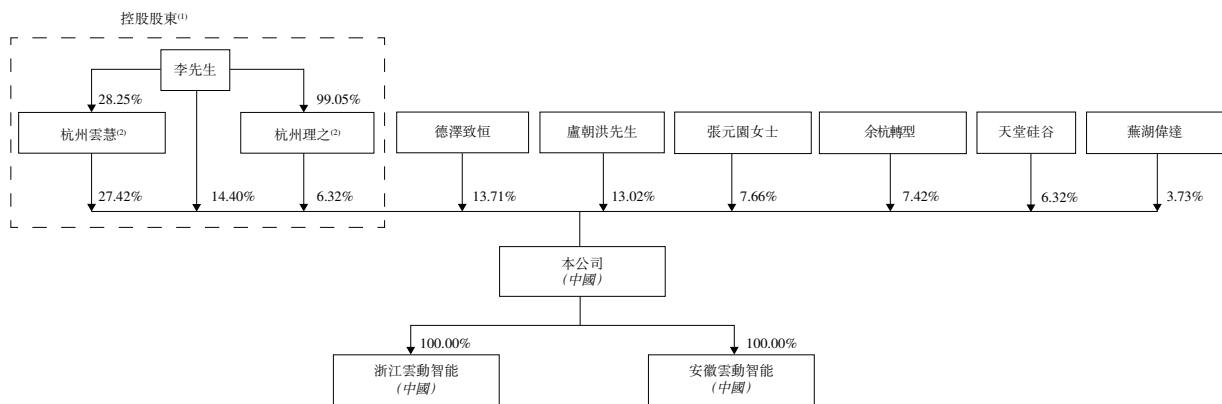 控股股東(1)
李先生
28.25%
99.05%
杭州雲慧(2)
杭州理之(2)
德澤致恒
盧朝洪先生
張元園女士
余杭轉型
天堂硅谷
蕪湖偉達
27.42%
14.40%
6.32%
13.71%
13.02%
7.66%
7.42%
6.32%
3.73%
本公司
(中國)
100.00%
100.00%
浙江雲動智能
(中國)
安徽雲動智能
(中國)